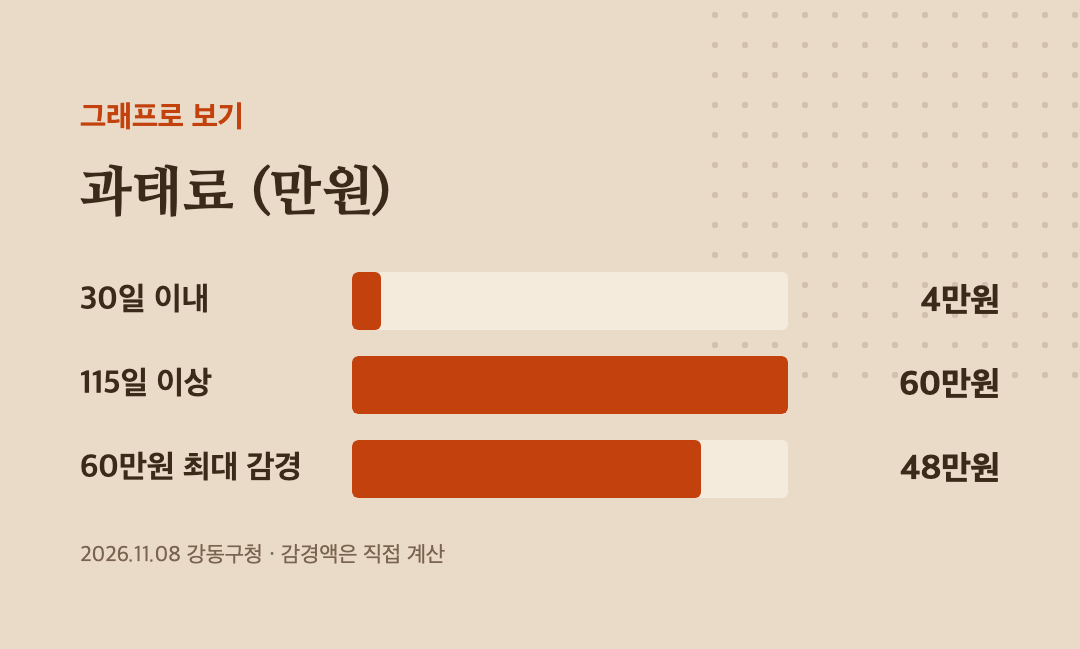 그래프로 보기
과태료 (만원)
30일 이내 4만원
115일 이상 60만원
60만원 최대 감경 48만원
2026.11.08 강동구청 · 감경액은 직접 계산